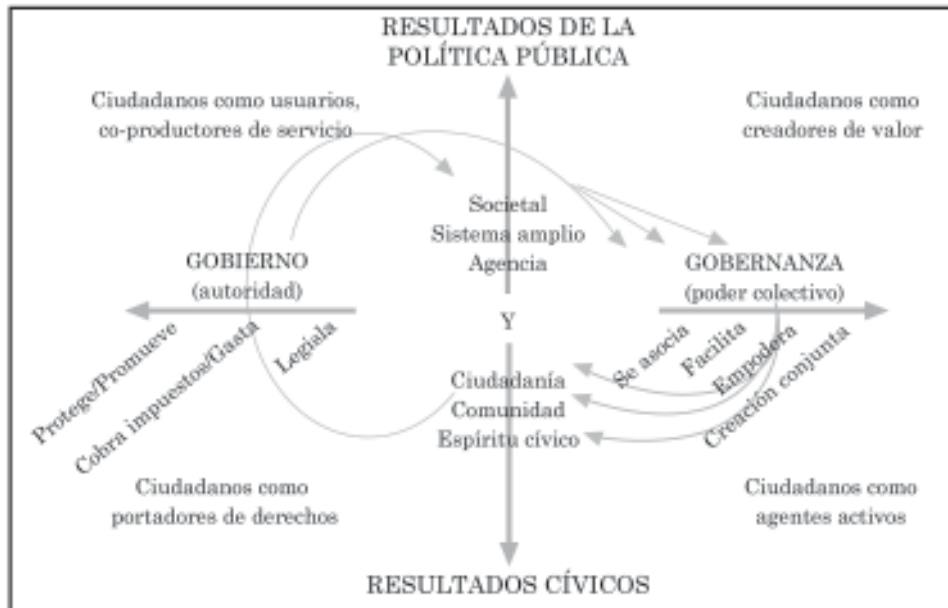 RESULTADOS DE LA
POLÍTICA PÚBLICA
Ciudadanos como usuarios,
co-productores de servicio
Ciudadanos como
creadores de valor
Societal
Sistema amplio
Agencia
GOBIERNO
(autoridad)
GOBERNANZA
(poder colectivo)
Y
Protege/Promueve
Cobra impuestos/Gasta
Legisla
Se asocia
Facilita
Empodera
Creación conjunta
Ciudadanía
Comunidad
Espíritu cívico
Ciudadanos como
portadores de derechos
Ciudadanos como
agentes activos
RESULTADOS CÍVICOS